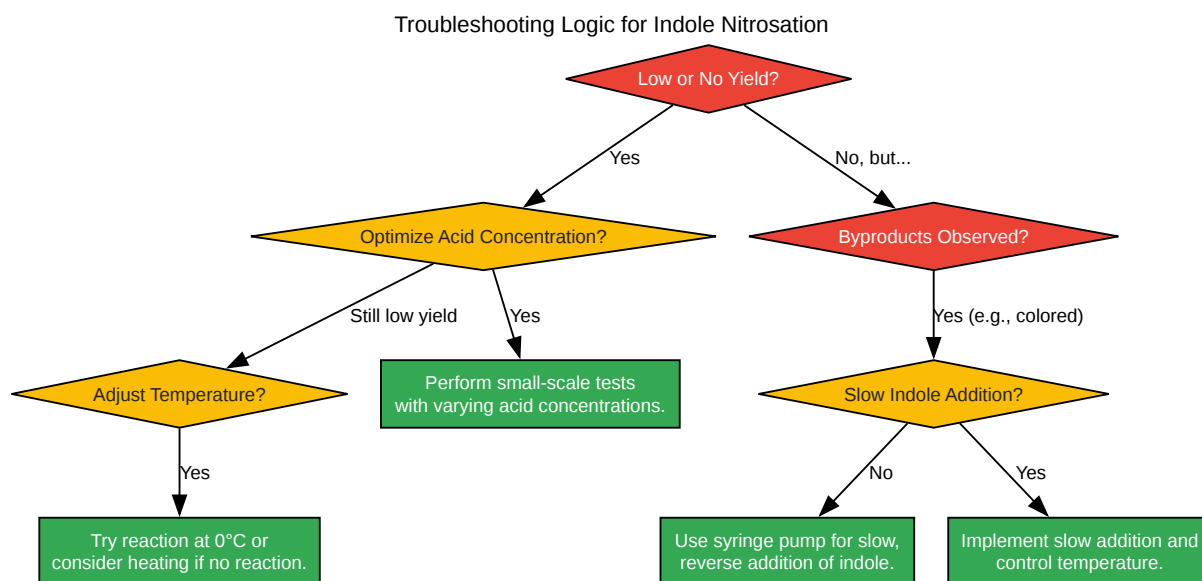 Troubleshooting Logic for Indole Nitrosation
Low or No Yield?
Yes
No, but...
Optimize Acid Concentration?
Byproducts Observed?
Still low yield
Yes
Yes (e.g., colored)
Adjust Temperature?
Perform small-scale tests
with varying acid concentrations.
Slow Indole Addition?
Yes
No
Yes
Try reaction at 0°C or
consider heating if no reaction.
Use syringe pump for slow,
reverse addition of indole.
Implement slow addition and
control temperature.